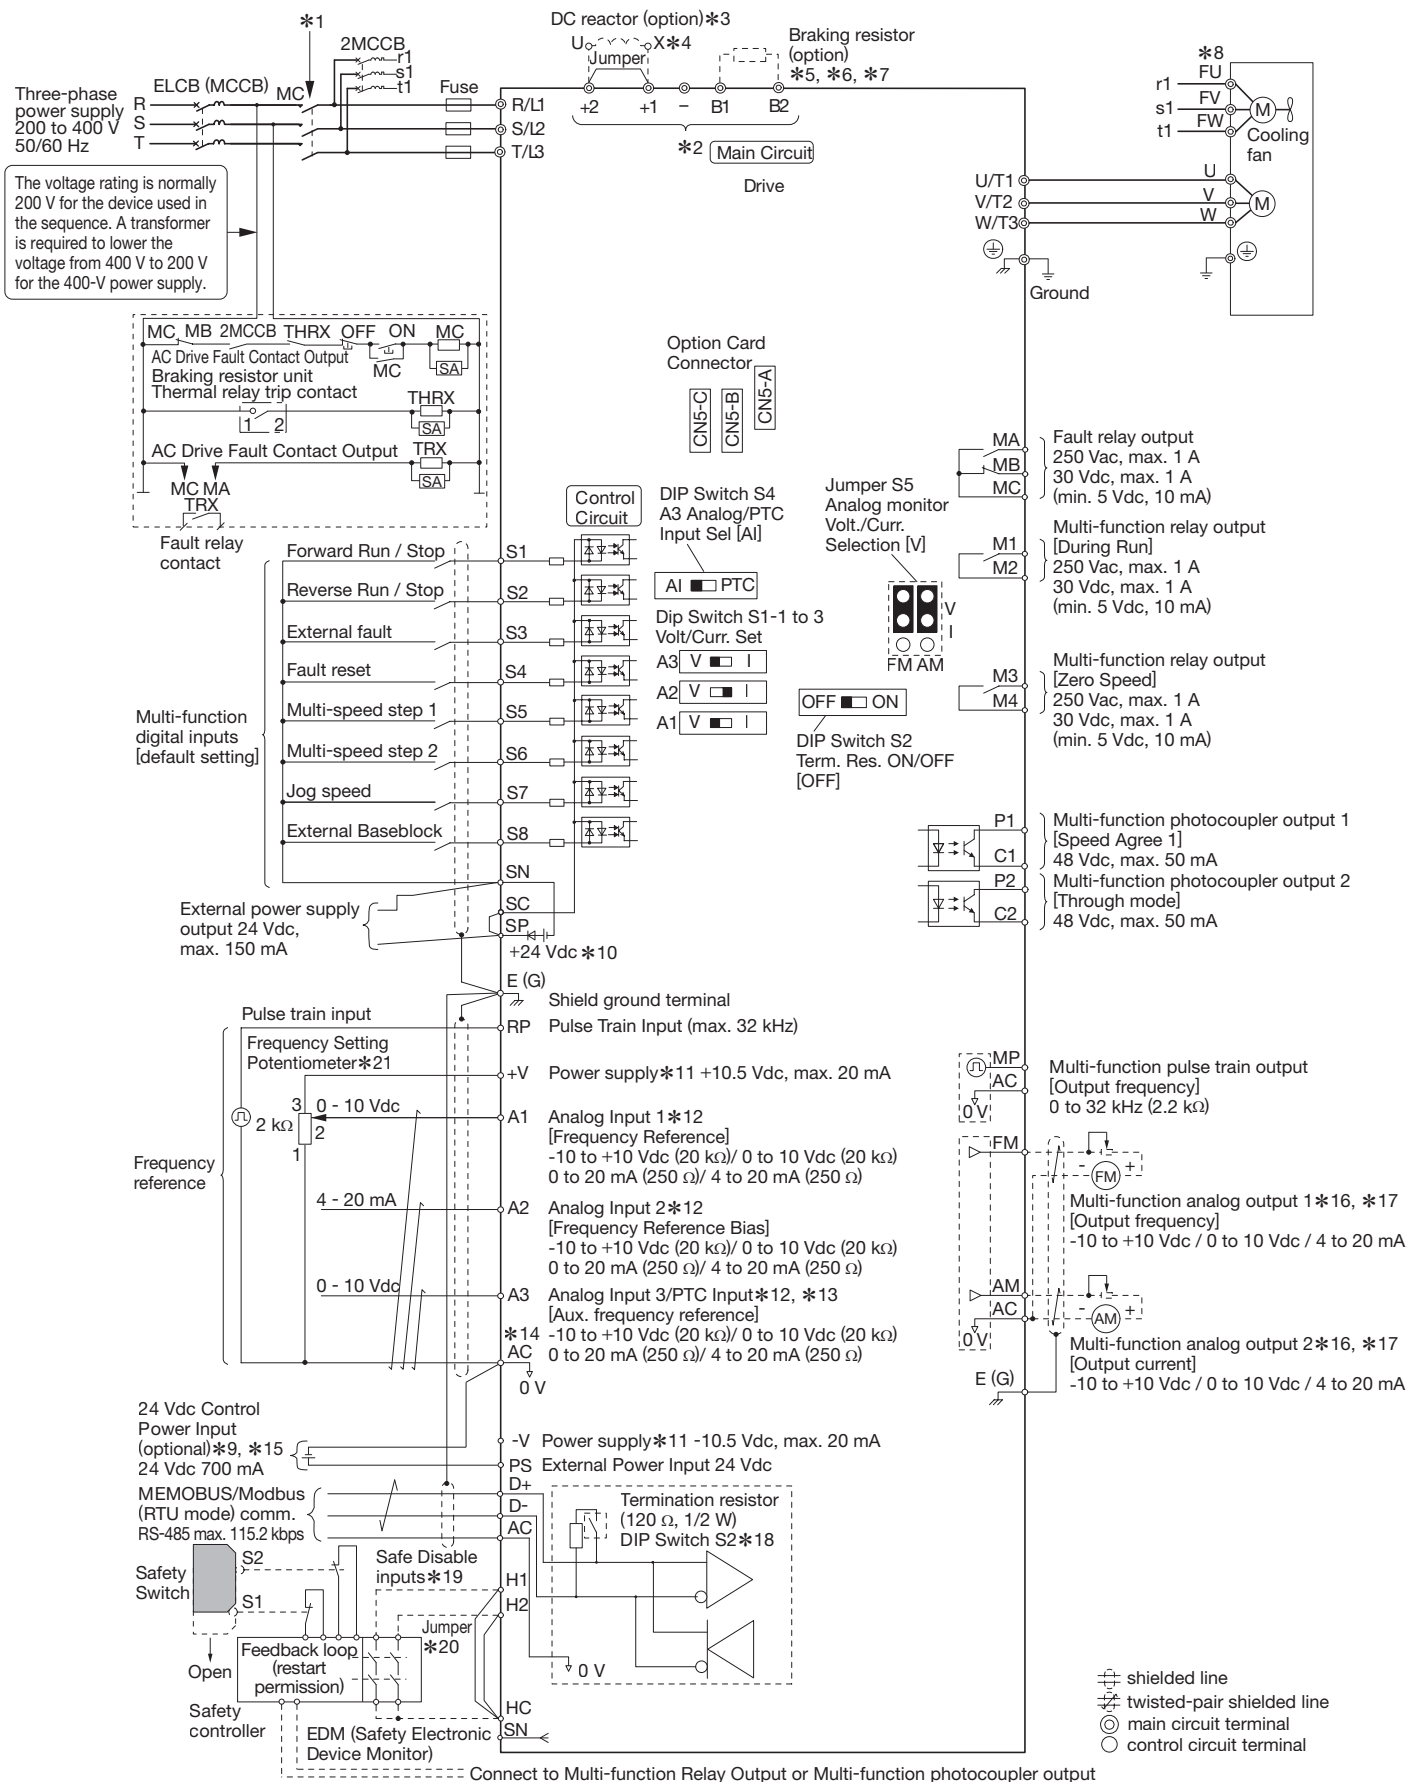 ✱1
DC reactor (option)✱3
U X✱4
Jumper
Braking resistor
(option)
✱5, ✱6, ✱7
+2 +1 − B1 B2
✱2 Main Circuit
Drive
2MCCB
r1
s1
t1
ELCB (MCCB) MC Fuse
Three-phase
power supply
200 to 400 V
50/60 Hz
R
S
T
R/L1
S/L2
T/L3
The voltage rating is normally
200 V for the device used in
the sequence. A transformer
is required to lower the
voltage from 400 V to 200 V
for the 400-V power supply.
✱8
r1 FU
s1 FV
t1 FW
M
Cooling
fan
U/T1 U
V/T2 V
W/T3 W
M
Ground
MC MB 2MCCB THRX OFF ON MC
AC Drive Fault Contact Output
MC SA
Braking resistor unit
Thermal relay trip contact
THRX
1 2
SA
AC Drive Fault Contact Output TRX
SA
MC MA
TRX
Fault relay
contact
Option Card
Connector
CN5-C
CN5-B
CN5-A
Control
Circuit
DIP Switch S4
A3 Analog/PTC
Input Sel [AI]
AI PTC
Dip Switch S1-1 to 3
Volt/Curr. Set
A3 V I
A2 V I
A1 V I
Jumper S5
Analog monitor
Volt./Curr.
Selection [V]
V
I
FM AM
OFF ON
DIP Switch S2
Term. Res. ON/OFF
[OFF]
Multi-function
digital inputs
[default setting]
Forward Run / Stop S1
Reverse Run / Stop S2
External fault S3
Fault reset S4
Multi-speed step 1 S5
Multi-speed step 2 S6
Jog speed S7
External Baseblock S8
SN
SC
SP
+24 Vdc ✱10
External power supply
output 24 Vdc,
max. 150 mA
E (G)
Shield ground terminal
MA
MB
MC
Fault relay output
250 Vac, max. 1 A
30 Vdc, max. 1 A
(min. 5 Vdc, 10 mA)
M1
M2
Multi-function relay output
[During Run]
250 Vac, max. 1 A
30 Vdc, max. 1 A
(min. 5 Vdc, 10 mA)
M3
M4
Multi-function relay output
[Zero Speed]
250 Vac, max. 1 A
30 Vdc, max. 1 A
(min. 5 Vdc, 10 mA)
P1
C1
Multi-function photocoupler output 1
[Speed Agree 1]
48 Vdc, max. 50 mA
P2
C2
Multi-function photocoupler output 2
[Through mode]
48 Vdc, max. 50 mA
Frequency
reference
Pulse train input
RP Pulse Train Input (max. 32 kHz)
Frequency Setting
Potentiometer✱21
+V Power supply✱11 +10.5 Vdc, max. 20 mA
2 kΩ
3
2
1
0 - 10 Vdc
A1 Analog Input 1✱12
[Frequency Reference]
-10 to +10 Vdc (20 kΩ)/ 0 to 10 Vdc (20 kΩ)
0 to 20 mA (250 Ω)/ 4 to 20 mA (250 Ω)
4 - 20 mA
A2 Analog Input 2✱12
[Frequency Reference Bias]
-10 to +10 Vdc (20 kΩ)/ 0 to 10 Vdc (20 kΩ)
0 to 20 mA (250 Ω)/ 4 to 20 mA (250 Ω)
0 - 10 Vdc
A3 Analog Input 3/PTC Input✱12, ✱13
[Aux. frequency reference]
✱14 -10 to +10 Vdc (20 kΩ)/ 0 to 10 Vdc (20 kΩ)
AC 0 to 20 mA (250 Ω)/ 4 to 20 mA (250 Ω)
0 V
MP
AC
0 V
Multi-function pulse train output
[Output frequency]
0 to 32 kHz (2.2 kΩ)
FM
- +
FM
Multi-function analog output 1✱16, ✱17
[Output frequency]
-10 to +10 Vdc / 0 to 10 Vdc / 4 to 20 mA
AM
AC
0 V
- +
AM
Multi-function analog output 2✱16, ✱17
[Output current]
-10 to +10 Vdc / 0 to 10 Vdc / 4 to 20 mA
E (G)
24 Vdc Control
Power Input
(optional)✱9, ✱15
24 Vdc 700 mA
-V Power supply✱11 -10.5 Vdc, max. 20 mA
PS External Power Input 24 Vdc
MEMOBUS/Modbus
(RTU mode) comm.
RS-485 max. 115.2 kbps
D+
D-
AC
Termination resistor
(120 Ω, 1/2 W)
DIP Switch S2✱18
0 V
Safety
Switch
S2
S1
Open
Safe Disable
inputs✱19
H1
H2
Jumper
✱20
Feedback loop
(restart
permission)
Safety
controller
HC
SN
EDM (Safety Electronic
Device Monitor)
Connect to Multi-function Relay Output or Multi-function photocoupler output
shielded line
twisted-pair shielded line
main circuit terminal
control circuit terminal